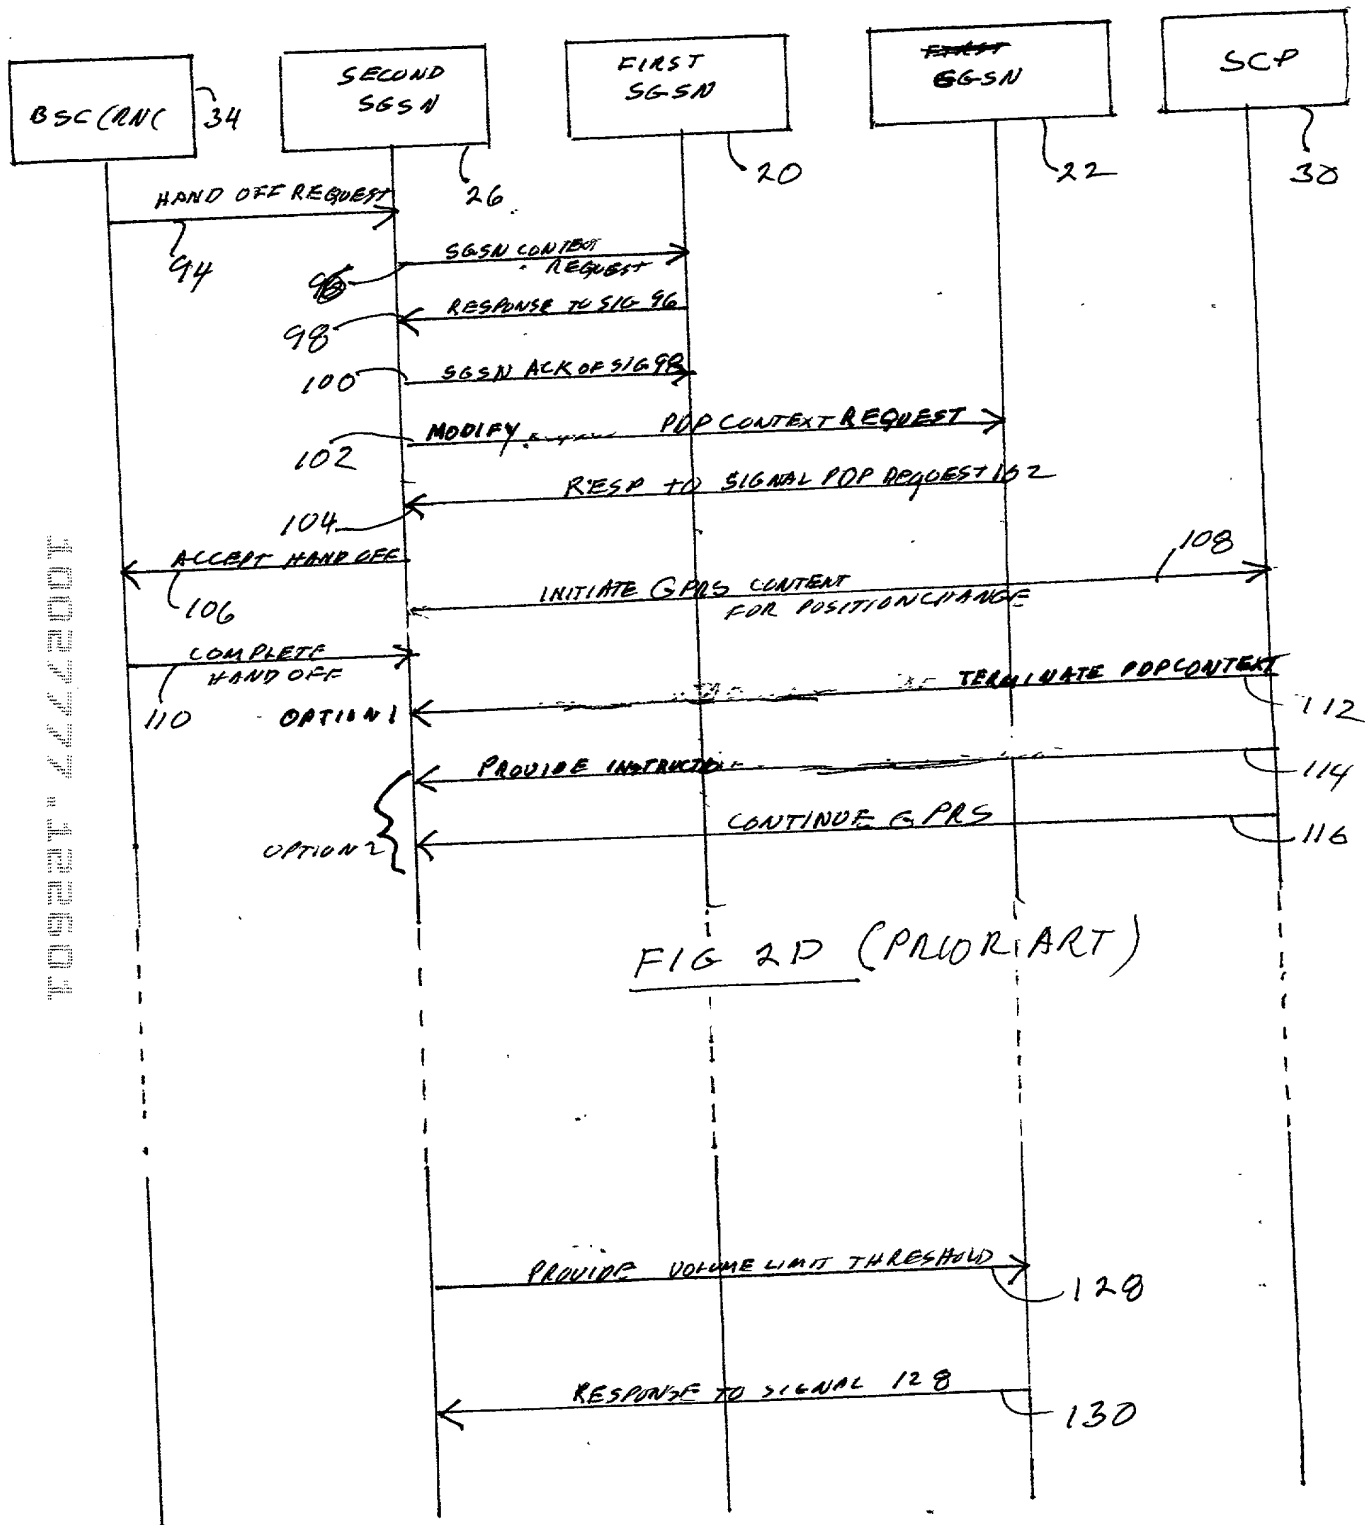 BSC (RNC
34
SECOND
SGSN
26
FIRST
SGSN
20
FIRST
GGSN
22
SCP
30
HAND OFF REQUEST
94
SGSN CONTEXT
REQUEST
96
RESPONSE TO SIG 96
98
SGSN ACK OF SIG 98
100
MODIFY PDP CONTEXT REQUEST
102
RESP TO SIGNAL PDP REQUEST 102
104
ACCEPT HAND OFF
106
INITIATE GPRS CONTENT
FOR POSITION CHANGE
108
COMPLETE
HAND OFF
110
TERMINATE PDP CONTEXT
112
OPTION 1
PROVIDE INSTRUCT
114
CONTINUE GPRS
116
OPTION 2
FIG 2D (PRIOR ART)
PROVIDE VOLUME LIMIT THRESHOLD
128
RESPONSE TO SIGNAL 128
130